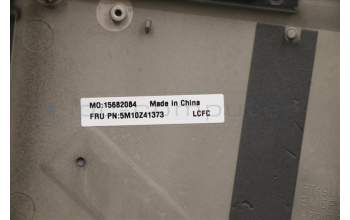 MO:15682084 Made in China
FRU PN:5M10Z41373 LCFC